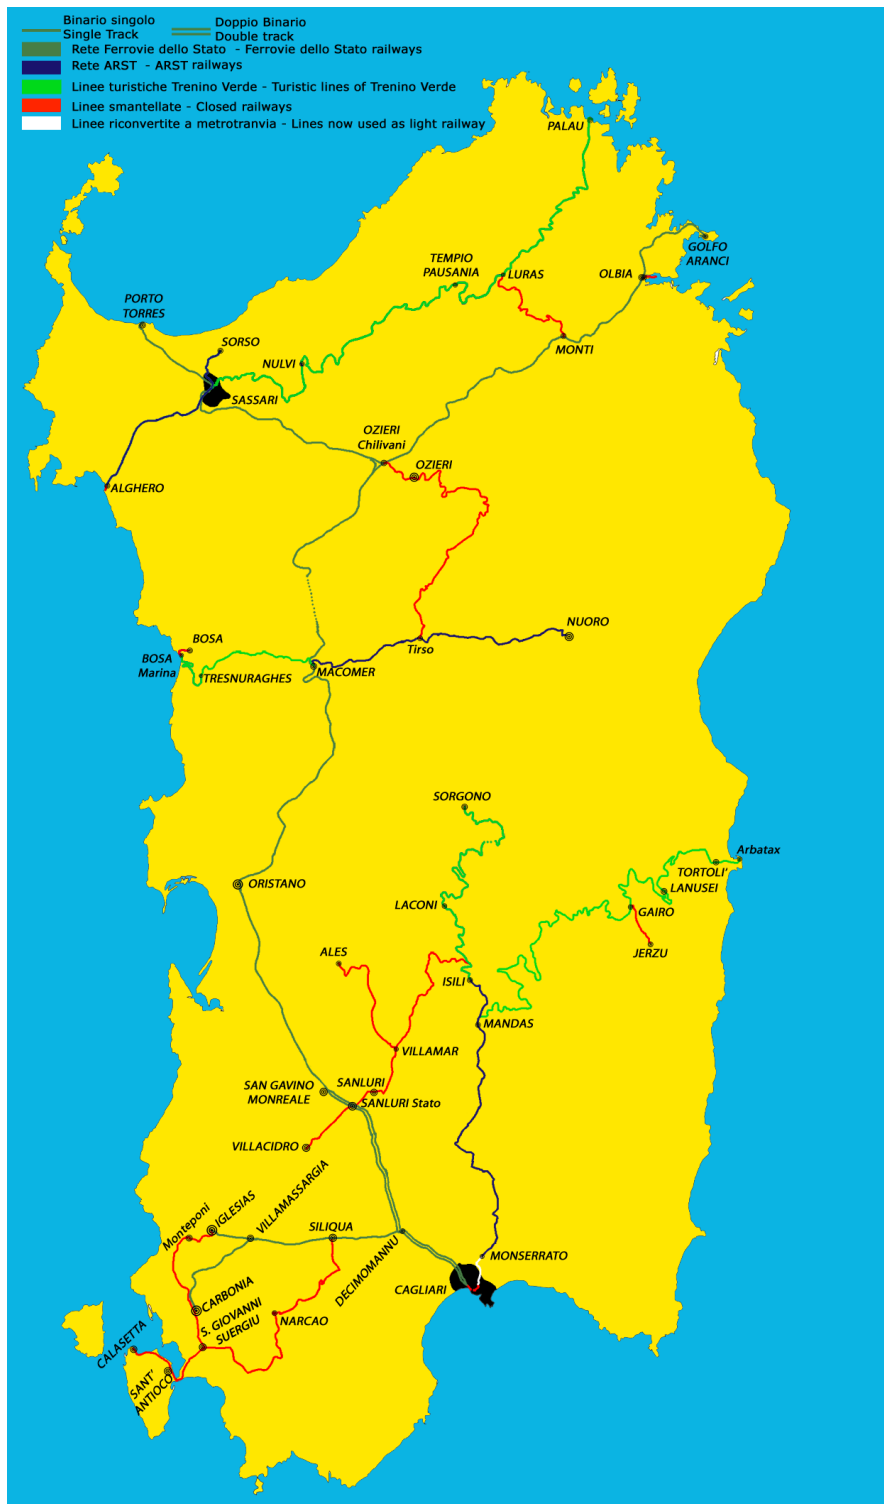 Binario singolo
Single Track
Doppio Binario
Double track
Rete Ferrovie dello Stato - Ferrovie dello Stato railways
Rete ARST - ARST railways
Linee turistiche Trenino Verde - Turistic lines of Trenino Verde
Linee smantellate - Closed railways
Linee riconvertite a metrotranvia - Lines now used as light railway
PALAU
GOLFO
ARANCI
TEMPIO
PAUSANIA
LURAS
OLBIA
PORTO
TORRES
SORSO
NULVI
MONTI
SASSARI
OZIERI
Chilivani
OZIERI
ALGHERO
NUORO
BOSA
Tirso
BOSA
Marina
TRESNURAGHES
MACOMER
SORGONO
Arbatax
TORTOLI'
LANUSEI
ORISTANO
LACONI
GAIRO
JERZU
ALES
ISILI
MANDAS
VILLAMAR
SAN GAVINO
MONREALE
SANLURI
SANLURI Stato
VILLACIDRO
Monteponi
IGLESIAS
VILLAMASSARGIA
SILIQUA
DECIMOMANNU
MONSERRATO
CAGLIARI
CARBONIA
S. GIOVANNI
SUERGIU
NARCAO
CALASETTA
SANT'
ANTIOCO